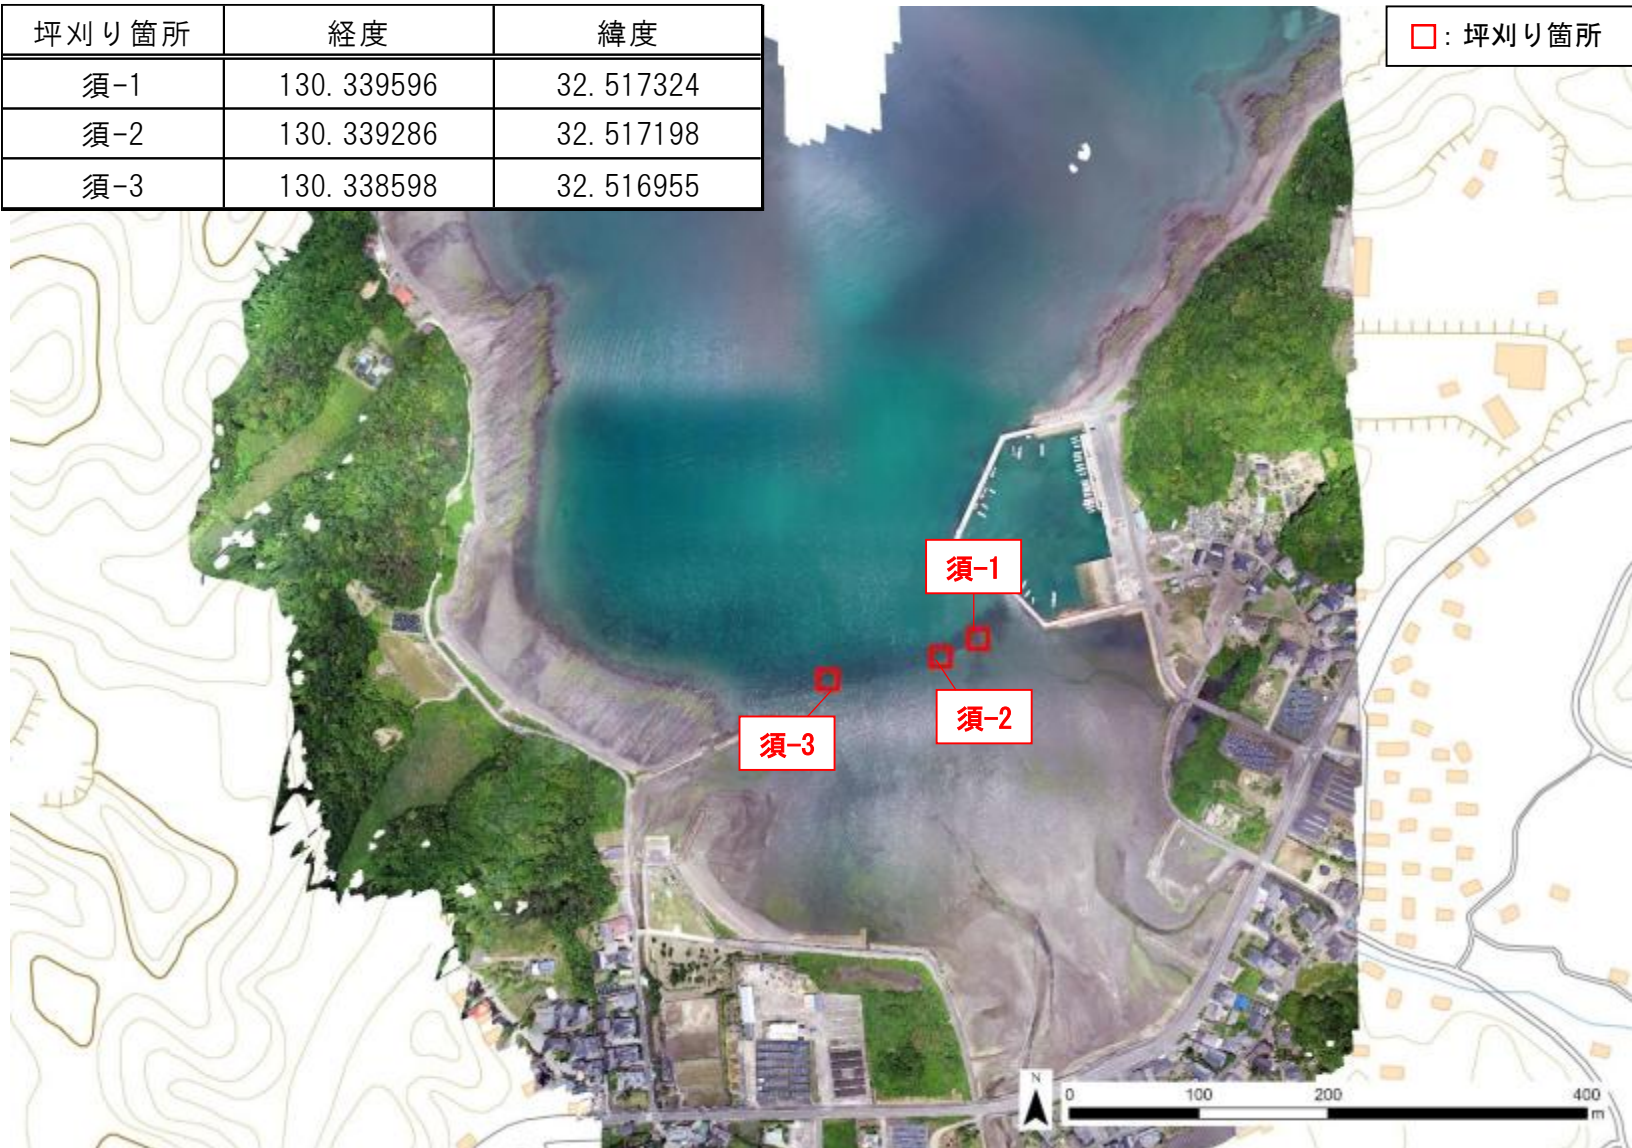 坪刈り箇所 経度 緯度
須-1 130.339596 32.517324
須-2 130.339286 32.517198
須-3 130.338598 32.516955
□: 坪刈り箇所
須-1
須-2
須-3
N
0 100 200 400
m